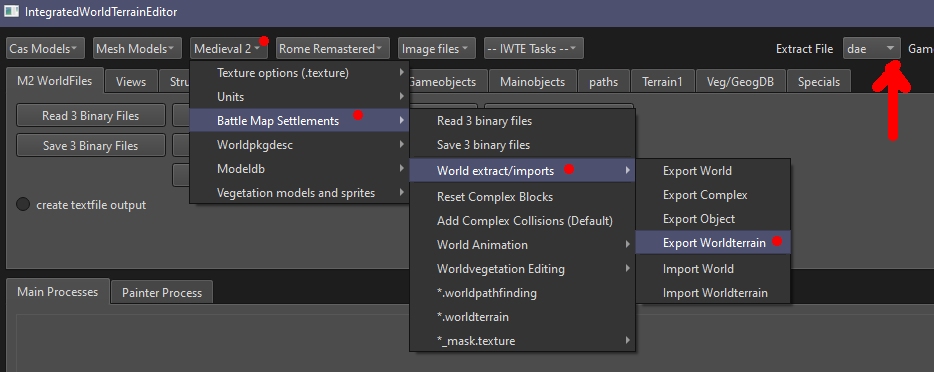 IntegratedWorldTerrainEditor
Cas Models Mesh Models Medieval 2 Rome Remastered Image files -- IWTE Tasks -- Extract File dae Gam
M2 WorldFiles Views Stru Gameobjects Mainobjects paths Terrain1 Veg/GeogDB Specials
Texture options (.texture)
Units
Read 3 Binary Files
Battle Map Settlements
Read 3 binary files
Save 3 Binary Files
Worldpkgdesc
Save 3 binary files
Modeldb
World extract/imports
Export World
Vegetation models and sprites
Reset Complex Blocks
Export Complex
create textfile output
Add Complex Collisions (Default)
Export Object
World Animation
Export Worldterrain
Worldvegetation Editing
Import World
Main Processes Painter Process
*.worldpathfinding
Import Worldterrain
*.worldterrain
*_mask.texture